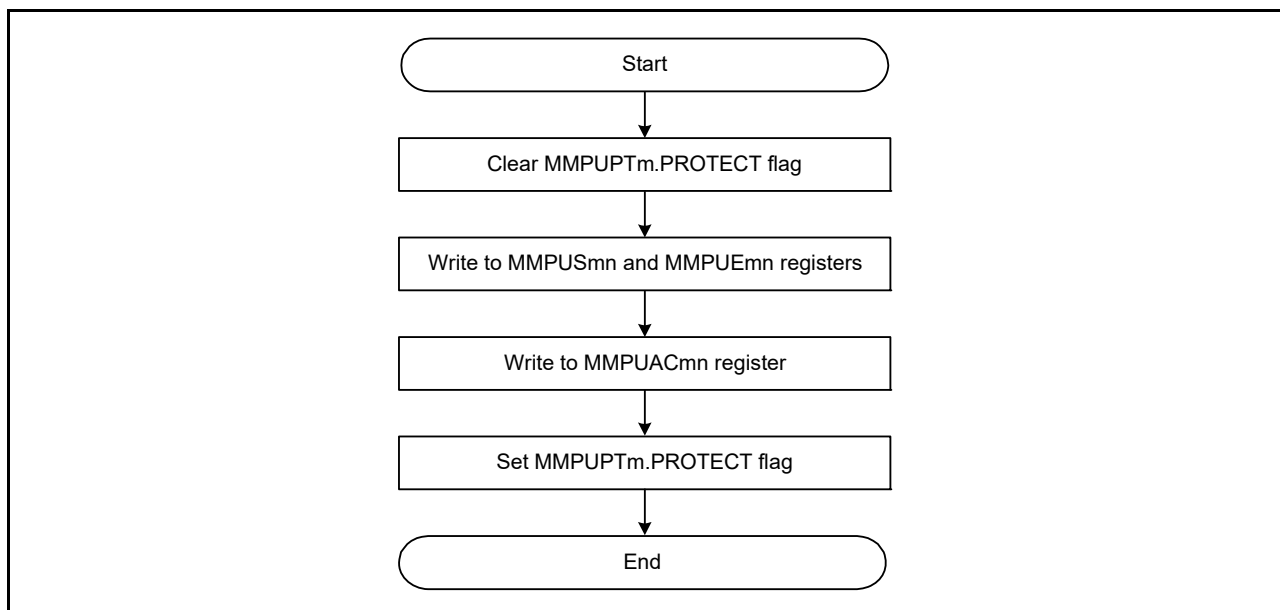 Start
Clear MMPUPTm.PROTECT flag
Write to MMPUSmn and MMPUEmn registers
Write to MMPUACmn register
Set MMPUPTm.PROTECT flag
End